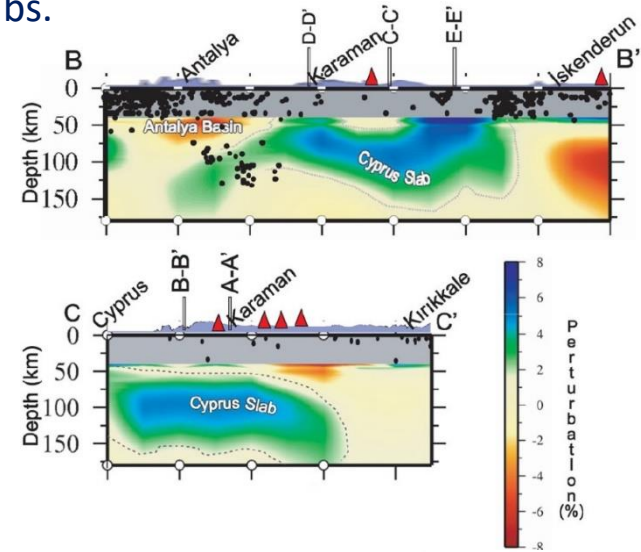 bs.
D-D'
C-C'
E-E'
B
Antalya
Karaman
İskenderun
B'
0
50
100
150
Depth (km)
Antalya Basin
Cyprus Slab
C
Cyprus
B-B'
A-A'
Karaman
Kırıkkale
C'
0
50
100
150
Depth (km)
Cyprus Slab
8
6
4
2
0
-2
-4
-6
-8
Perturbation
(%)